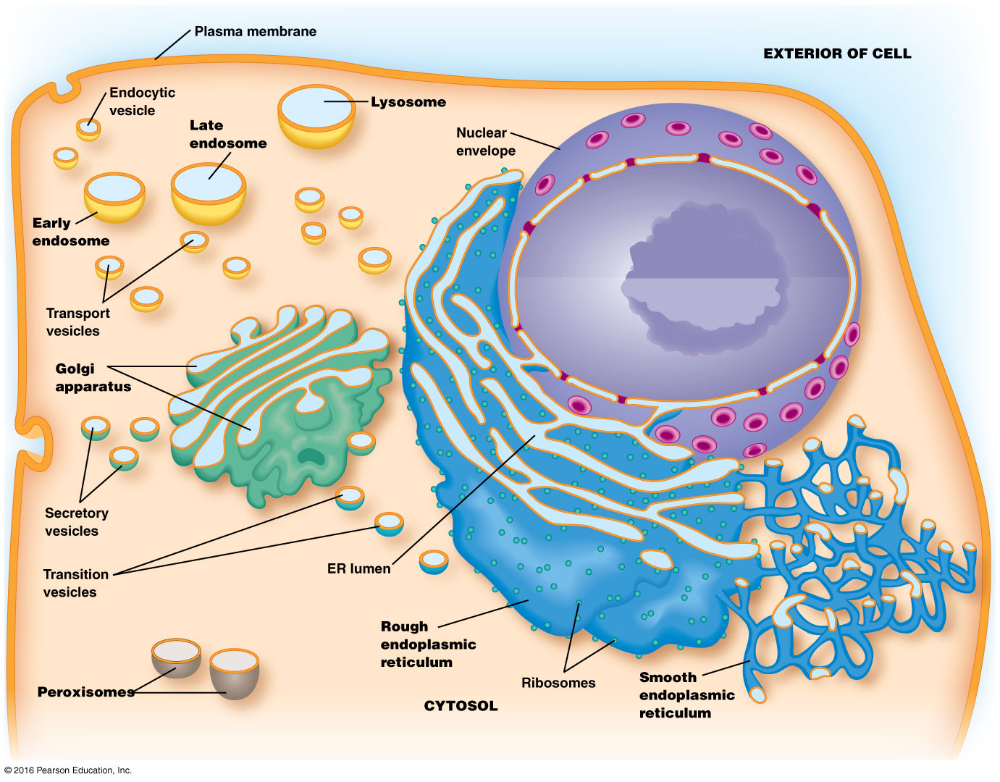 Plasma membrane
EXTERIOR OF CELL
Endocytic
vesicle
Lysosome
Late
endosome
Nuclear
envelope
Early
endosome
Transport
vesicles
Golgi
apparatus
Secretory
vesicles
Transition
vesicles
ER lumen
Rough
endoplasmic
reticulum
Ribosomes
Smooth
endoplasmic
reticulum
Peroxisomes
CYTOSOL
© 2016 Pearson Education, Inc.